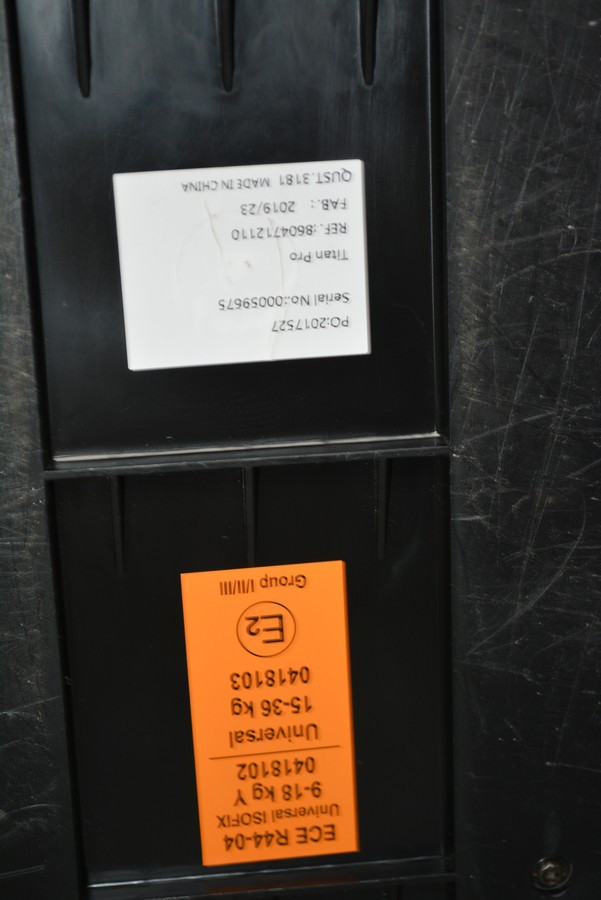 PO:2017527
Serial No.:00059675
Titan Pro
REF.:8604712110
FAB.: 2019/23
QUST.3181 MADE IN CHINA
ECE R44-04
Universal ISOFIX
9-18 kg Y
0418102
Universal
15-36 kg
0418103
E2
Group I/II/III